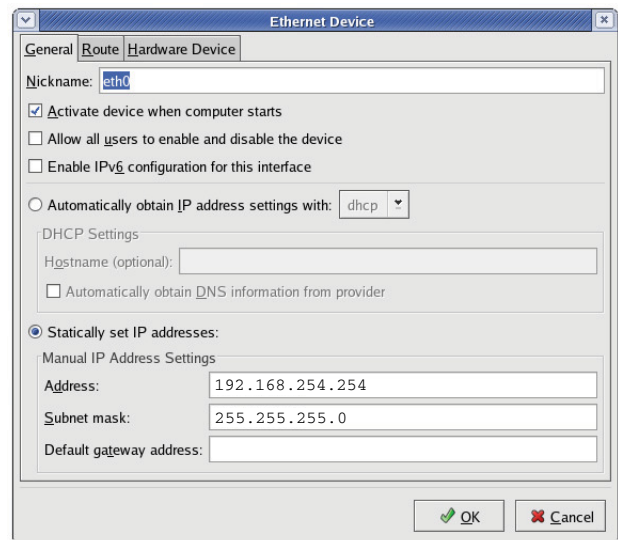 Ethernet Device
General Route Hardware Device
Nickname: eth0
Activate device when computer starts
Allow all users to enable and disable the device
Enable IPv6 configuration for this interface
Automatically obtain IP address settings with: dhcp
DHCP Settings
Hostname (optional):
Automatically obtain DNS information from provider
Statically set IP addresses:
Manual IP Address Settings
Address: 192.168.254.254
Subnet mask: 255.255.255.0
Default gateway address:
OK Cancel